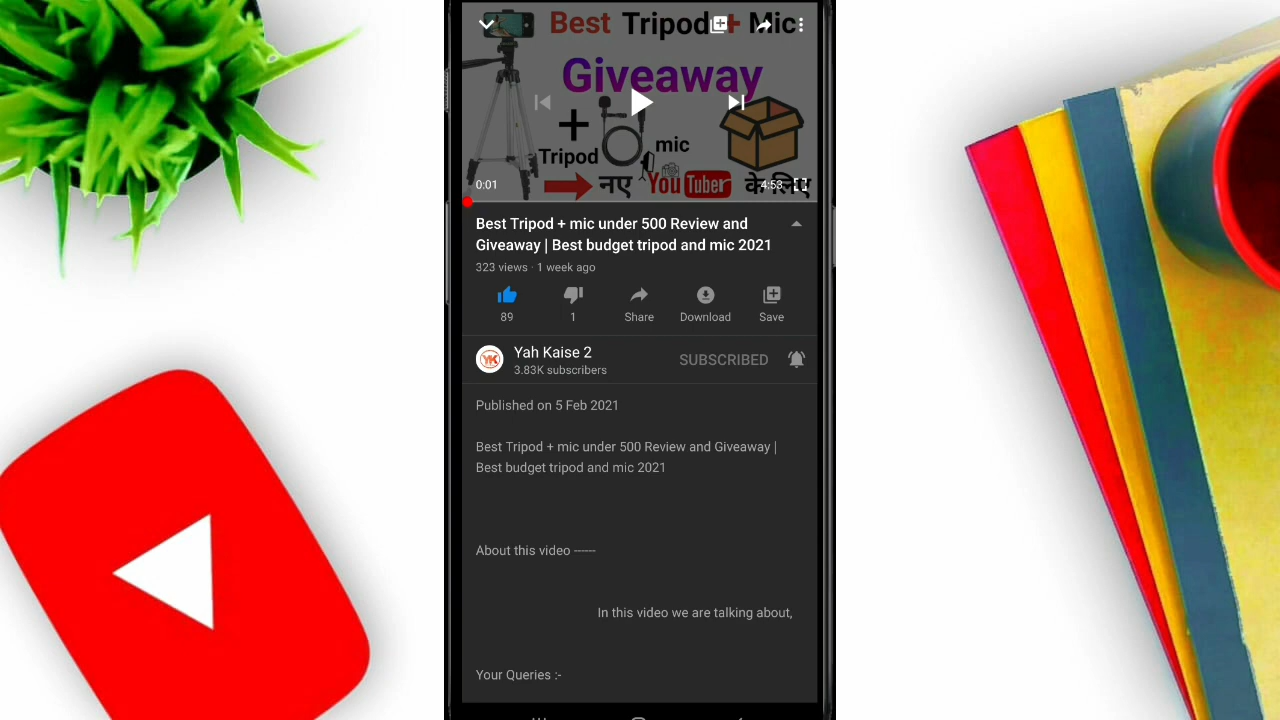 Best Tripod + Mic
Giveaway
+
Tripod
mic
नए YouTuber के लिए
0:01
4:53
Best Tripod + mic under 500 Review and
Giveaway | Best budget tripod and mic 2021
323 views · 1 week ago
89
1
Share
Download
Save
YK
Yah Kaise 2
3.83K subscribers
SUBSCRIBED
Published on 5 Feb 2021
Best Tripod + mic under 500 Review and Giveaway |
Best budget tripod and mic 2021
About this video ------
In this video we are talking about,
Your Queries :-